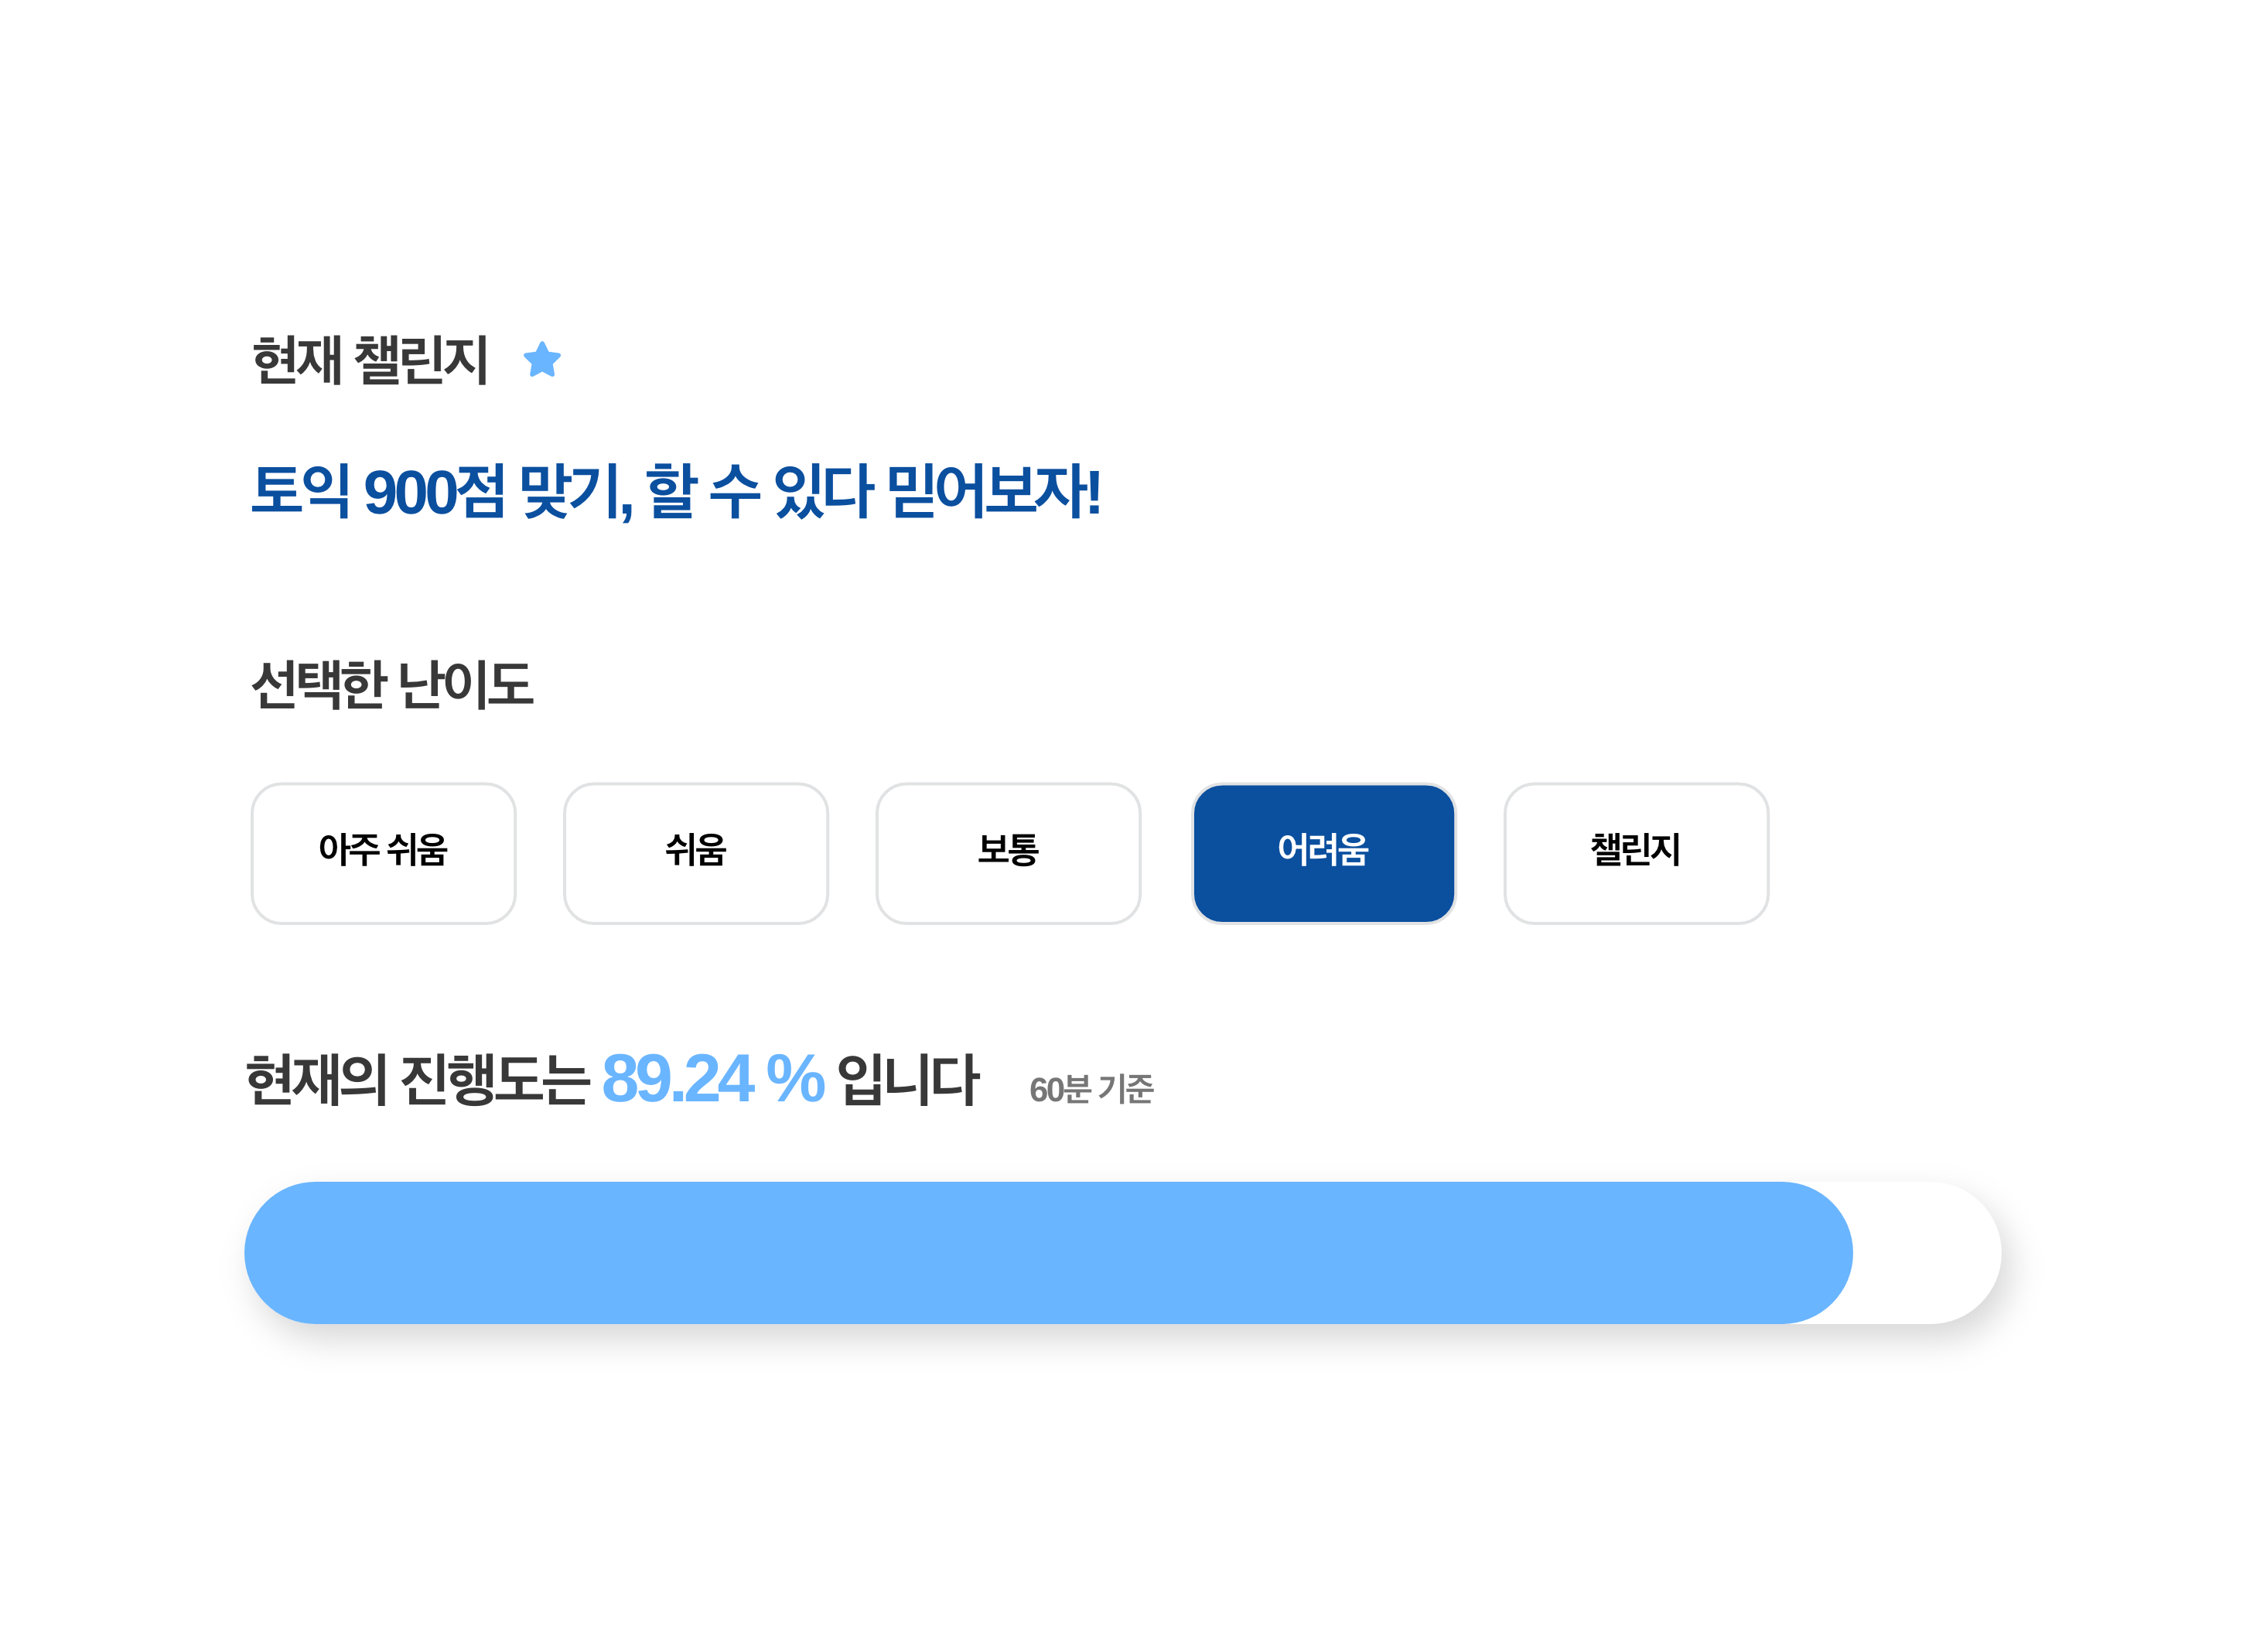 현재 챌린지
토익 900점 맞기, 할 수 있다 믿어보자!
선택한 난이도
아주 쉬움 쉬움 보통 어려움 챌린지
현재의 진행도는 89.24 % 입니다 60분 기준